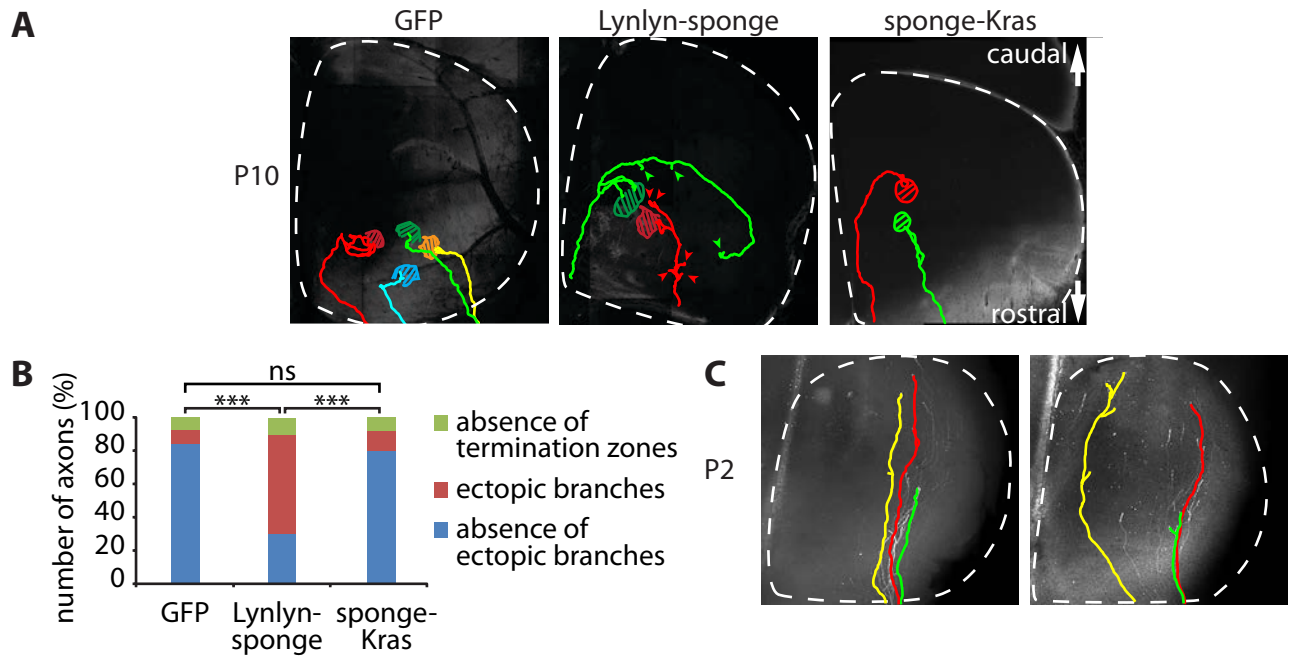 A
GFP
Lynlyn-sponge
sponge-Kras
P10
caudal
rostral
B
ns
*** ***
number of axons (%)
100
80
60
40
20
0
GFP
Lynlyn-
sponge
sponge-
Kras
absence of
termination zones
ectopic branches
absence of
ectopic branches
C
P2